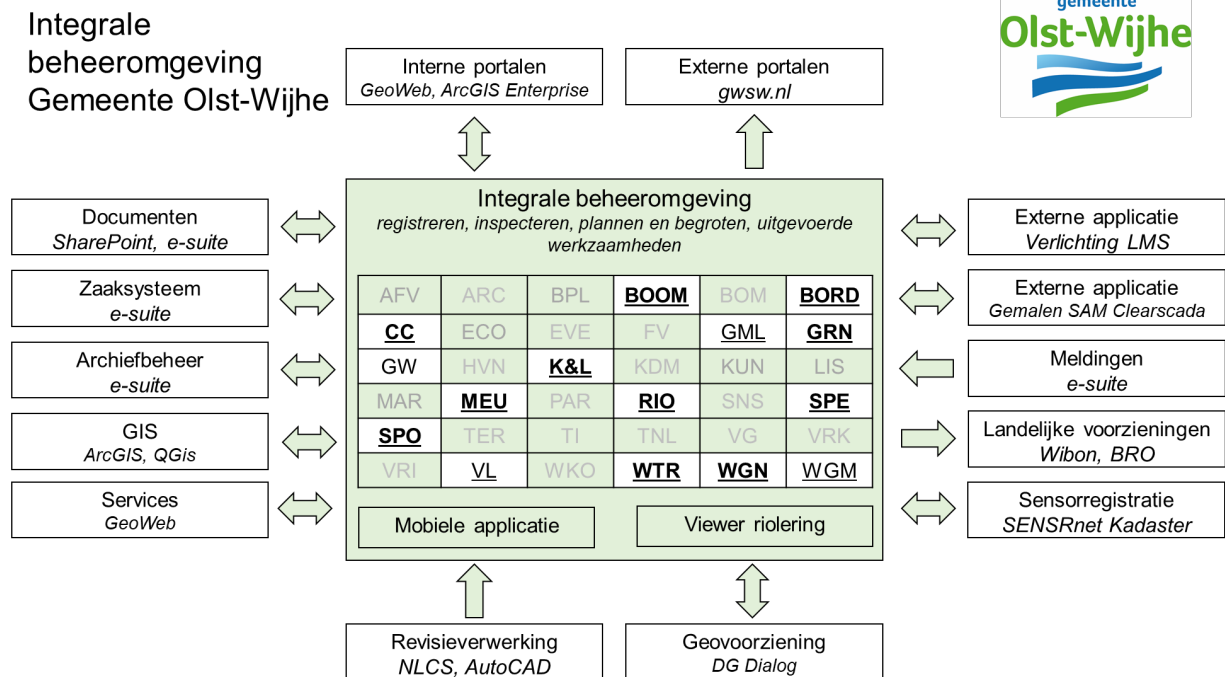 Integrale
beheeromgeving
Gemeente Olst-Wijhe
gemeente
Olst-Wijhe
Interne portalen
GeoWeb, ArcGIS Enterprise
Externe portalen
gwsw.nl
Integrale beheeromgeving
registreren, inspecteren, plannen en begroten, uitgevoerde
werkzaamheden
Documenten
SharePoint, e-suite
Zaaksysteem
e-suite
Archiefbeheer
e-suite
GIS
ArcGIS, QGis
Services
GeoWeb
AFV ARC BPL BOOM BOM BORD
CC ECO EVE FV GML GRN
GW HVN K&L KDM KUN LIS
MAR MEU PAR RIO SNS SPE
SPO TER TI TNL VG VRK
VRI VL WKO WTR WGN WGM
Mobiele applicatie
Viewer riolering
Externe applicatie
Verlichting LMS
Externe applicatie
Gemalen SAM Clearscada
Meldingen
e-suite
Landelijke voorzieningen
Wibon, BRO
Sensorregistratie
SENSRnet Kadaster
Revisieverwerking
NLCS, AutoCAD
Geovoorziening
DG Dialog